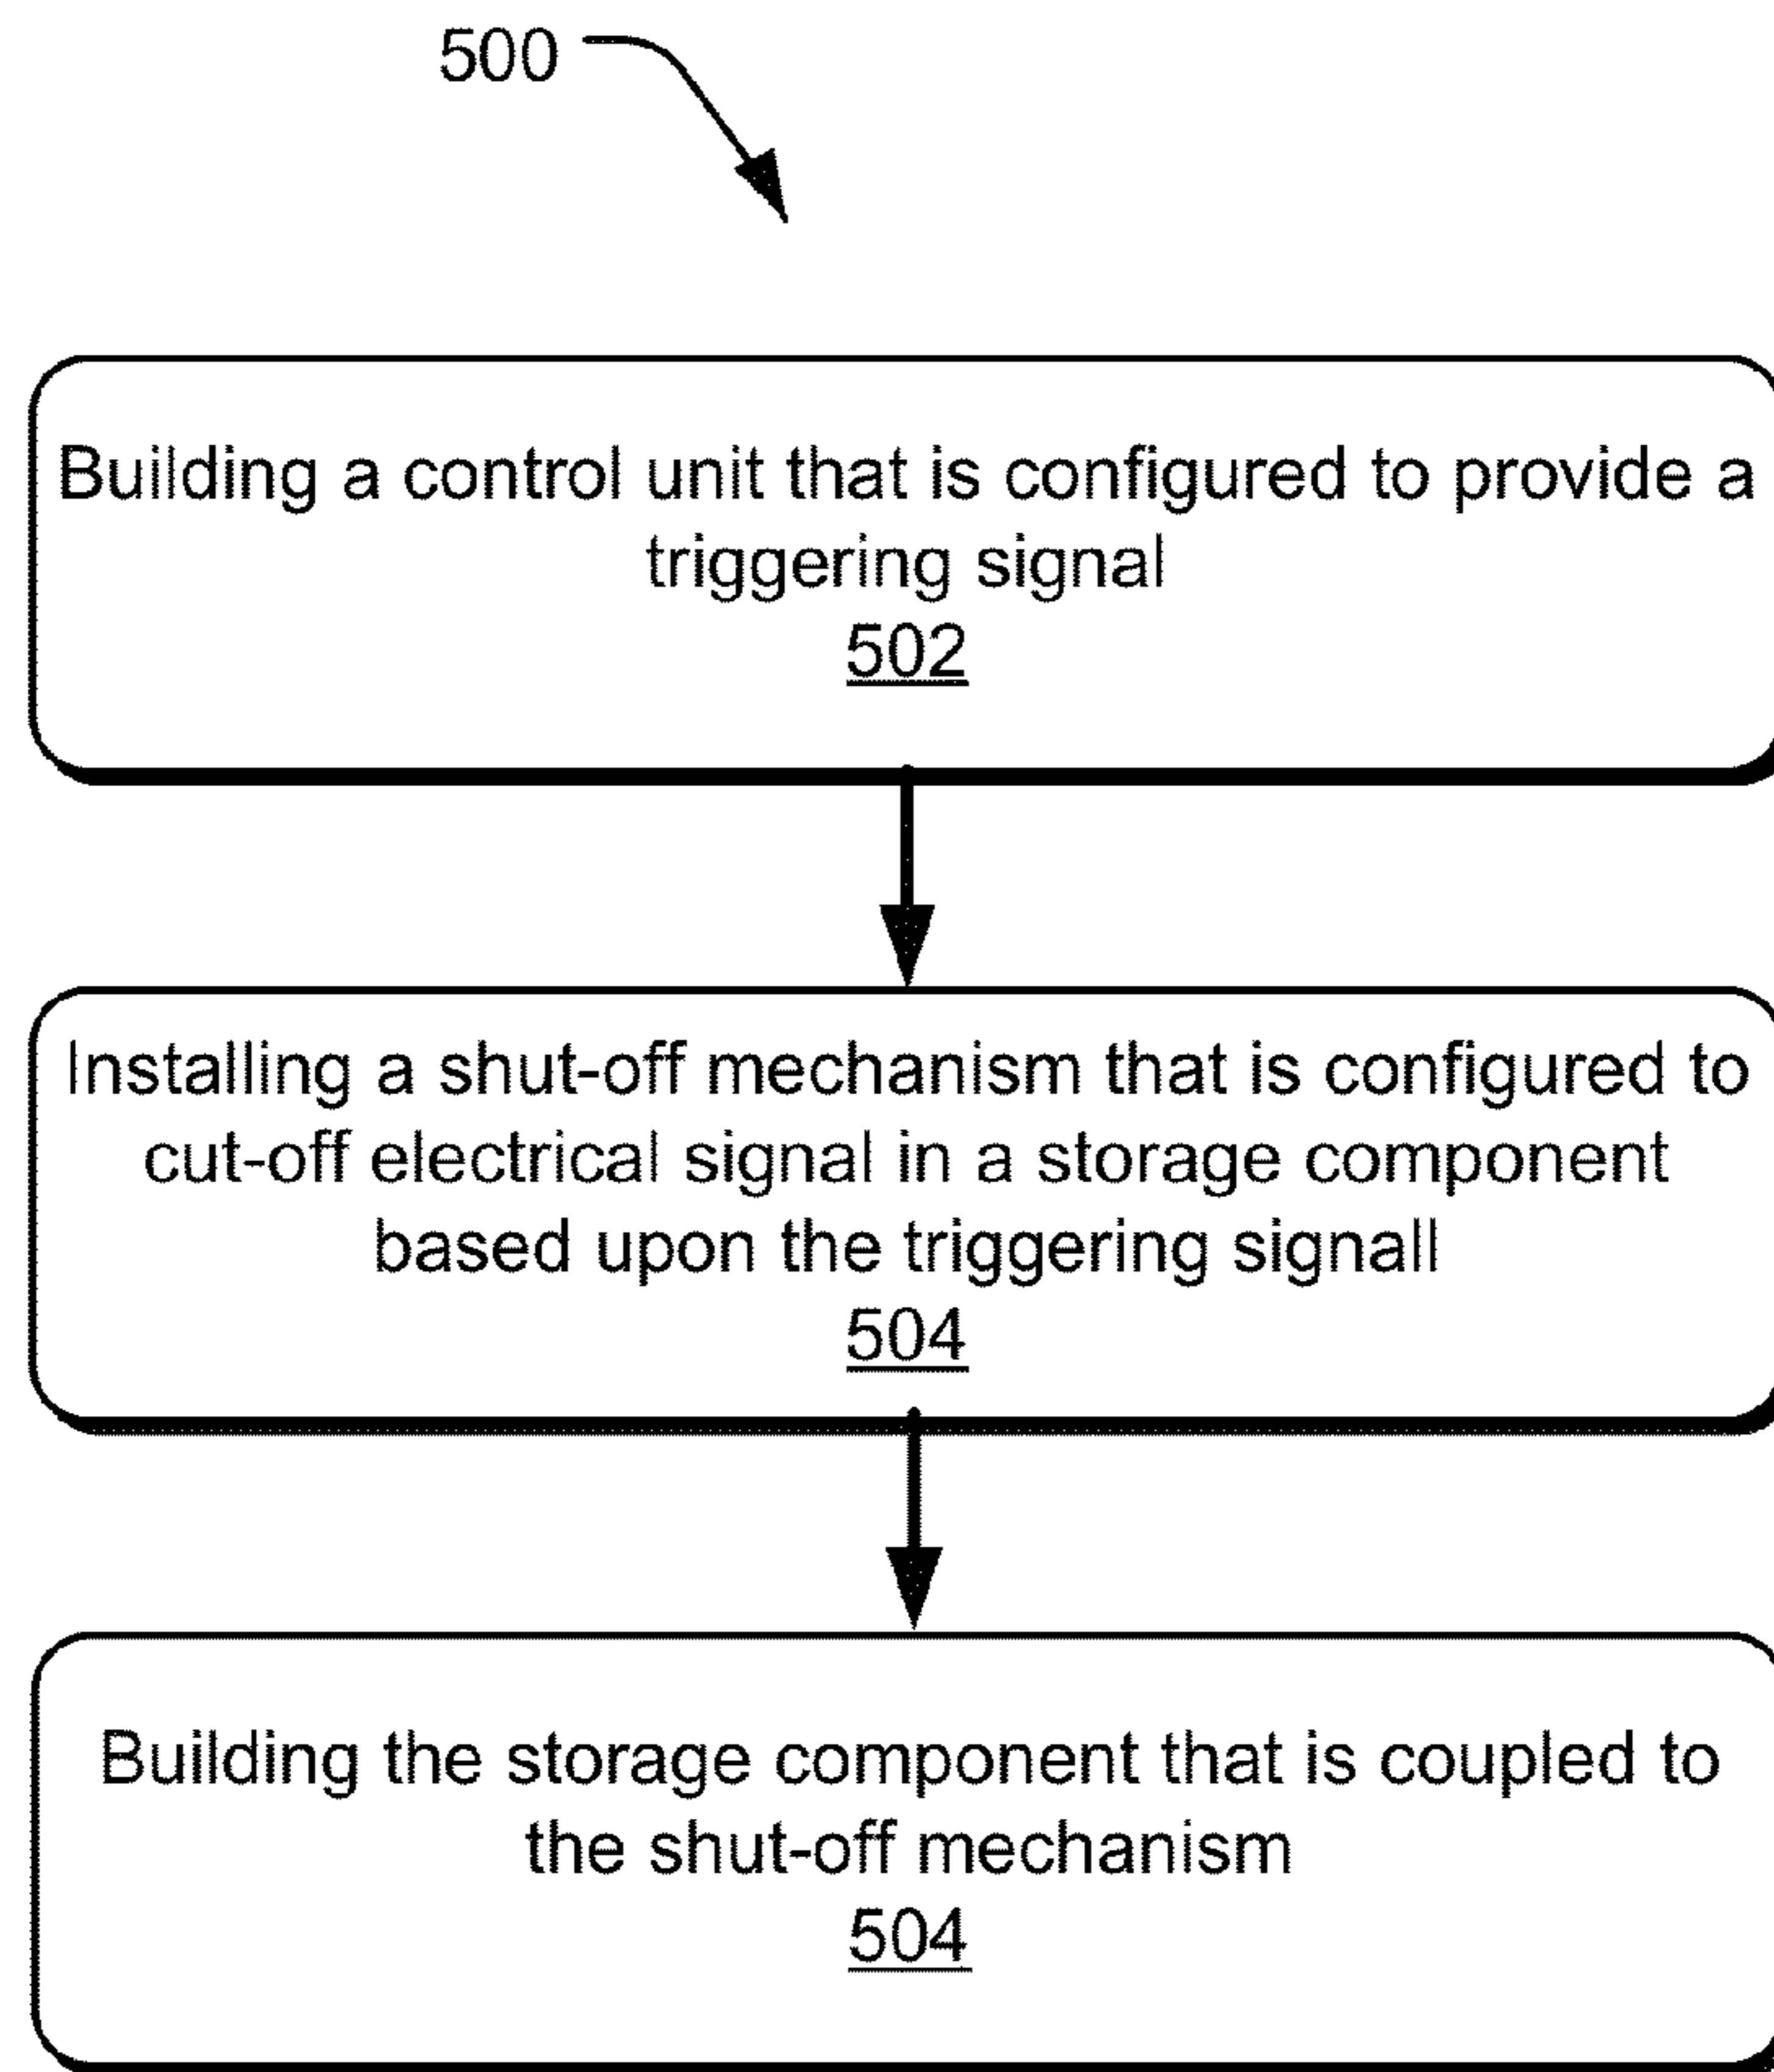 500
Building a control unit that is configured to provide a
triggering signal
502
Installing a shut-off mechanism that is configured to
cut-off electrical signal in a storage component
based upon the triggering signall
504
Building the storage component that is coupled to
the shut-off mechanism
504